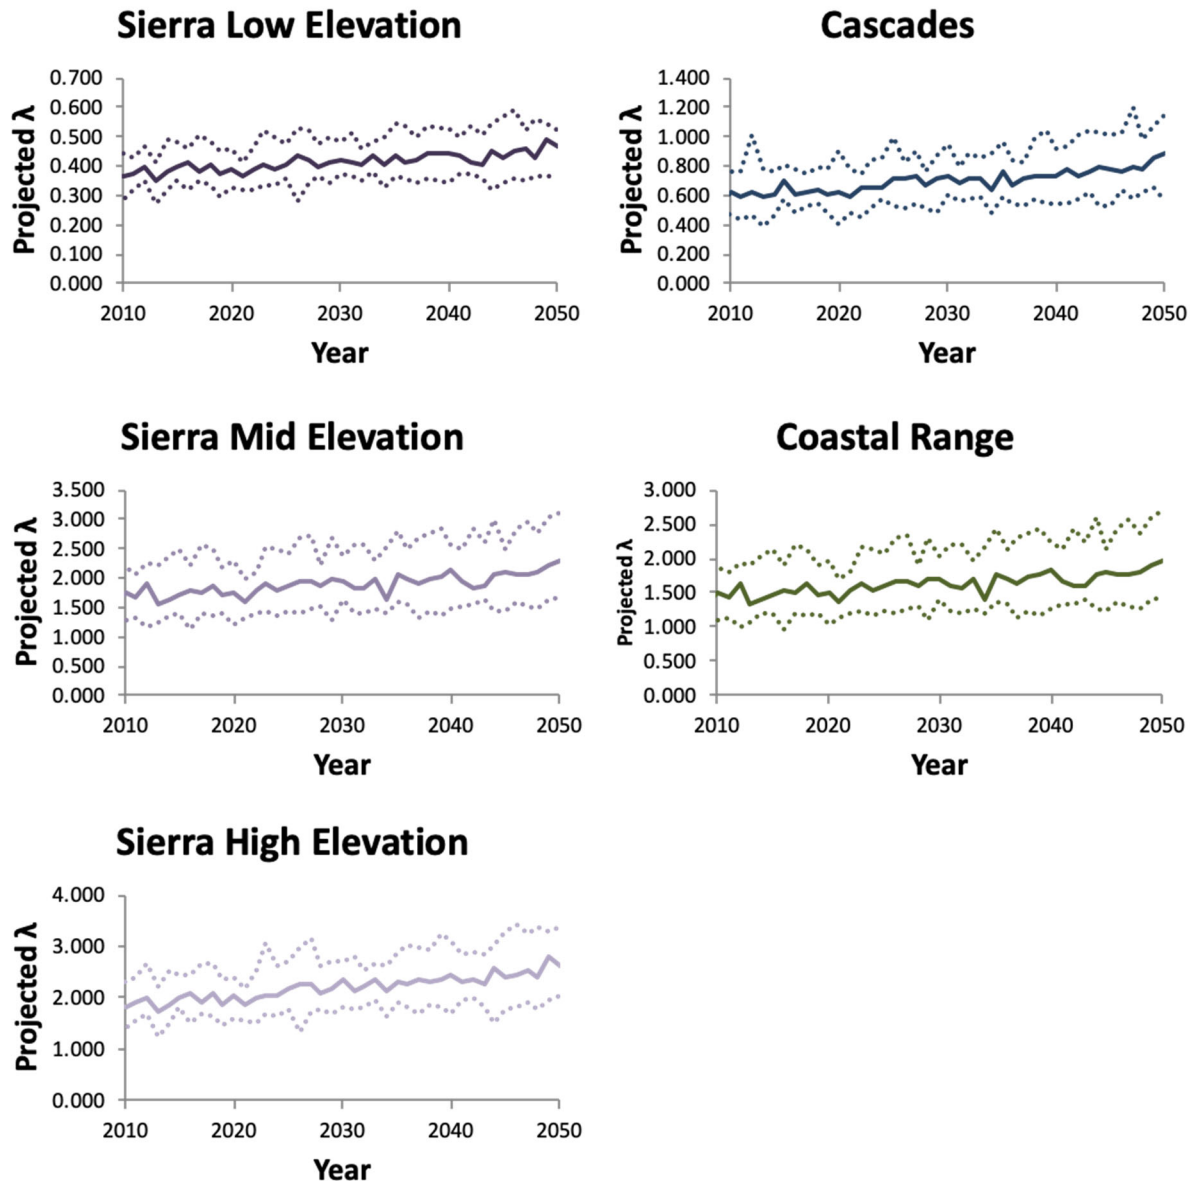 Sierra Low Elevation
Projected λ
0.700
0.600
0.500
0.400
0.300
0.200
0.100
0.000
2010 2020 2030 2040 2050
Year
Cascades
Projected λ
1.400
1.200
1.000
0.800
0.600
0.400
0.200
0.000
2010 2020 2030 2040 2050
Year
Sierra Mid Elevation
Projected λ
3.500
3.000
2.500
2.000
1.500
1.000
0.500
0.000
2010 2020 2030 2040 2050
Year
Coastal Range
Projected λ
3.000
2.500
2.000
1.500
1.000
0.500
0.000
2010 2020 2030 2040 2050
Year
Sierra High Elevation
Projected λ
4.000
3.000
2.000
1.000
0.000
2010 2020 2030 2040 2050
Year